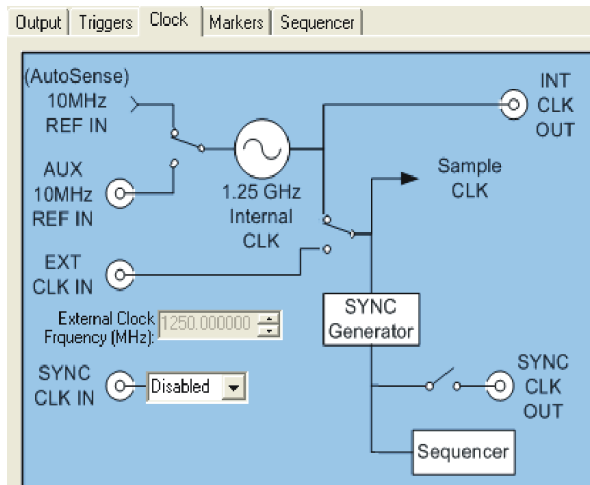 Output Triggers Clock Markers Sequencer
(AutoSense)
10MHz
REF IN
INT
CLK
OUT
AUX
10MHz
REF IN
1.25 GHz
Internal
CLK
Sample
CLK
EXT
CLK IN
External Clock
Frquency (MHz):
1250.000000
SYNC
Generator
SYNC
CLK IN
Disabled
SYNC
CLK
OUT
Sequencer